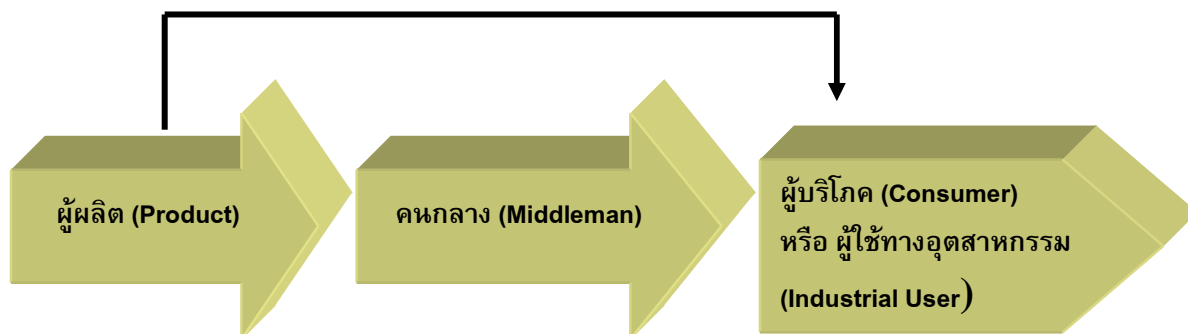 ผู้ผลิต (Product)
คนกลาง (Middleman)
ผู้บริโภค (Consumer)
หรือ ผู้ใช้ทางอุตสาหกรรม
(Industrial User)